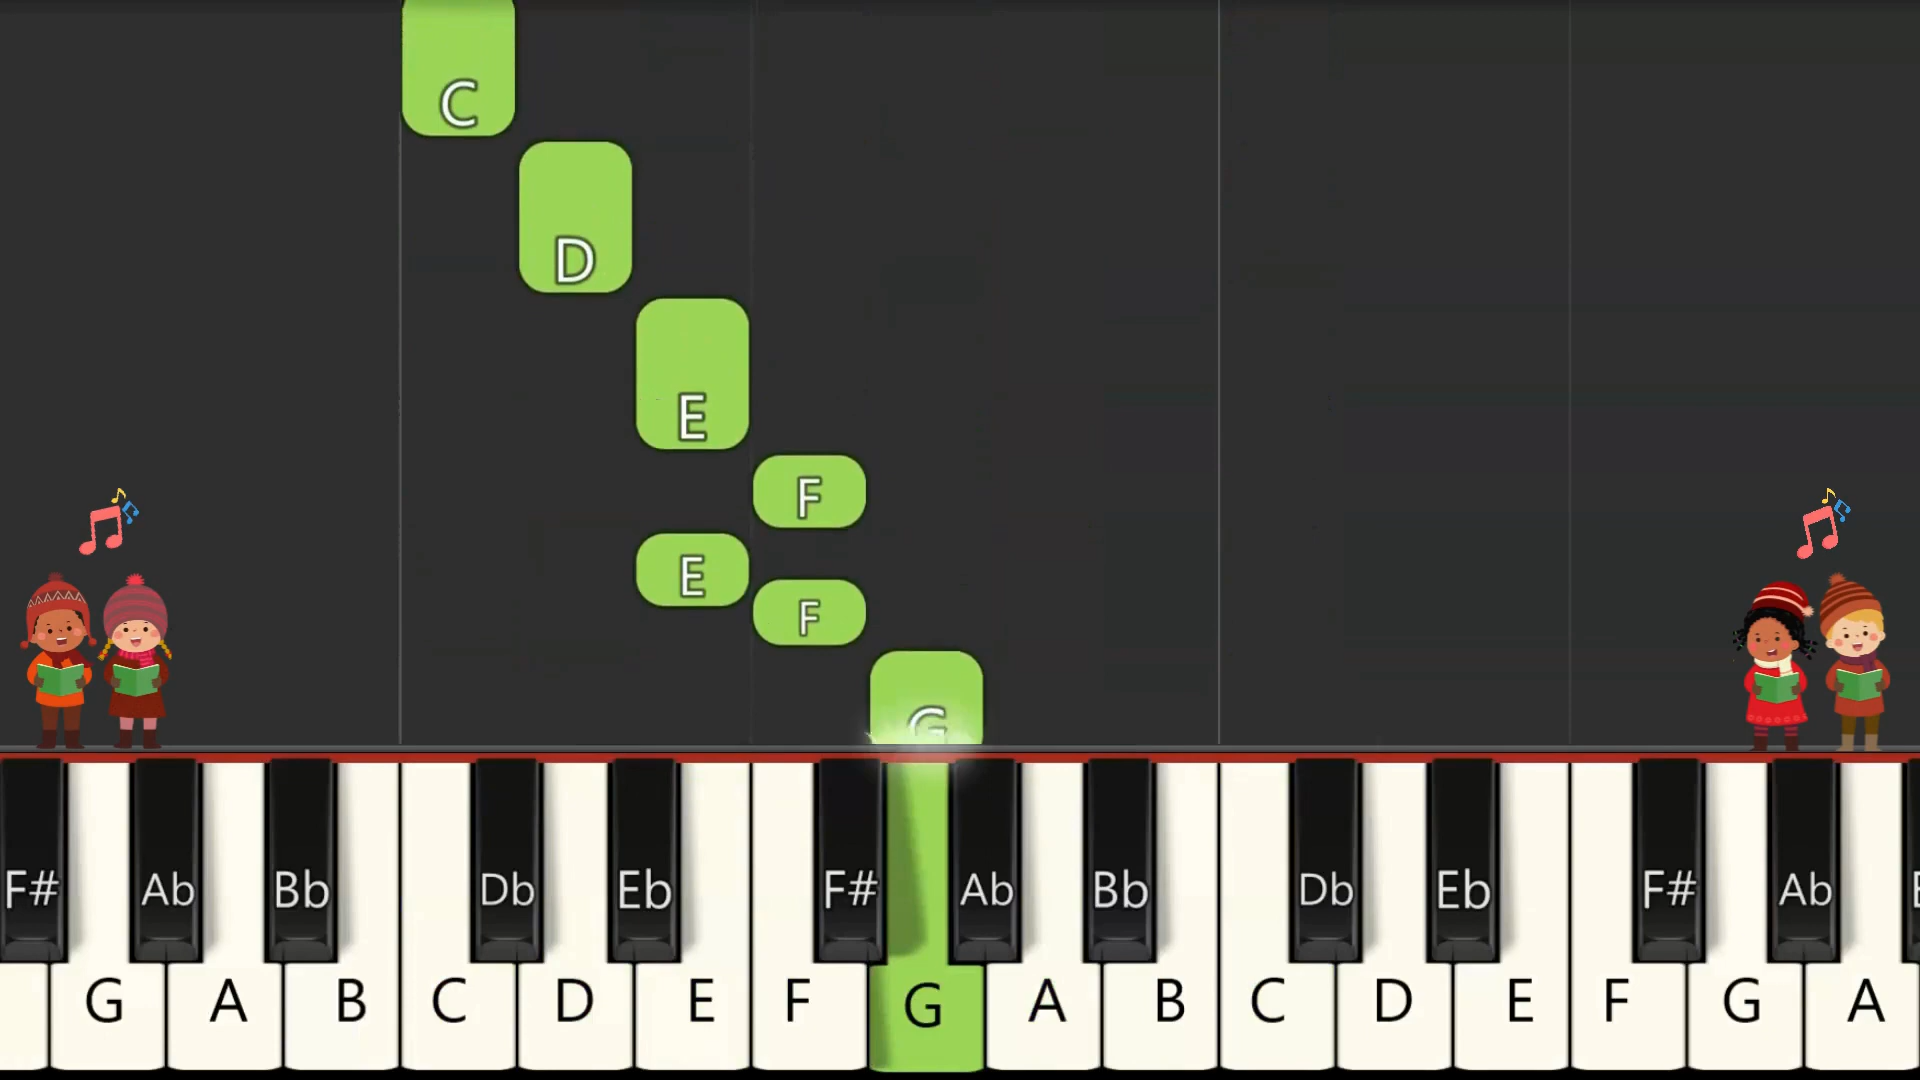 C
D
E
F
E
F
G
F# Ab Bb Db Eb F# Ab Bb Db Eb F# Ab
G A B C D E F G A B C D E F G A